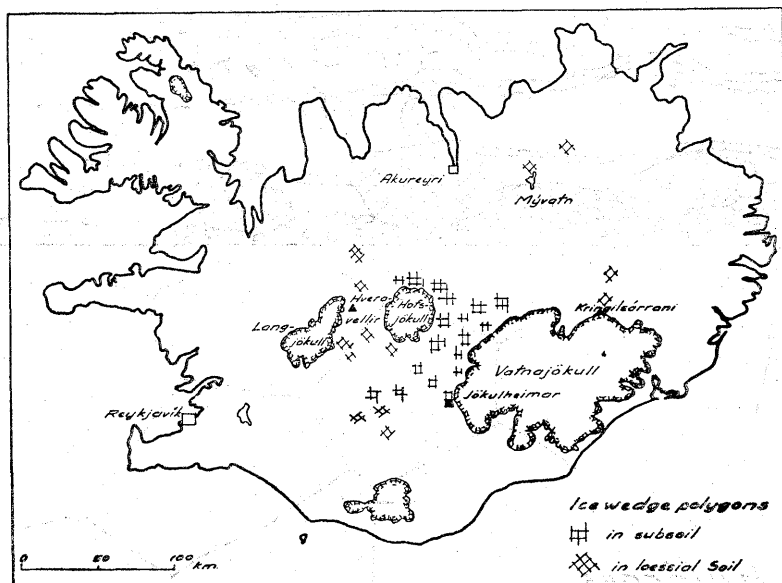 Akureyri
Mývatn
Hvera-
vellir
Hofs-
jökull
Lang-
jökull
Kringilsárrani
Vatnajökull
Jökulheimar
Reykjavik
Ice wedge polygons
in subsoil
in loessial Soil
0 50 100
km.